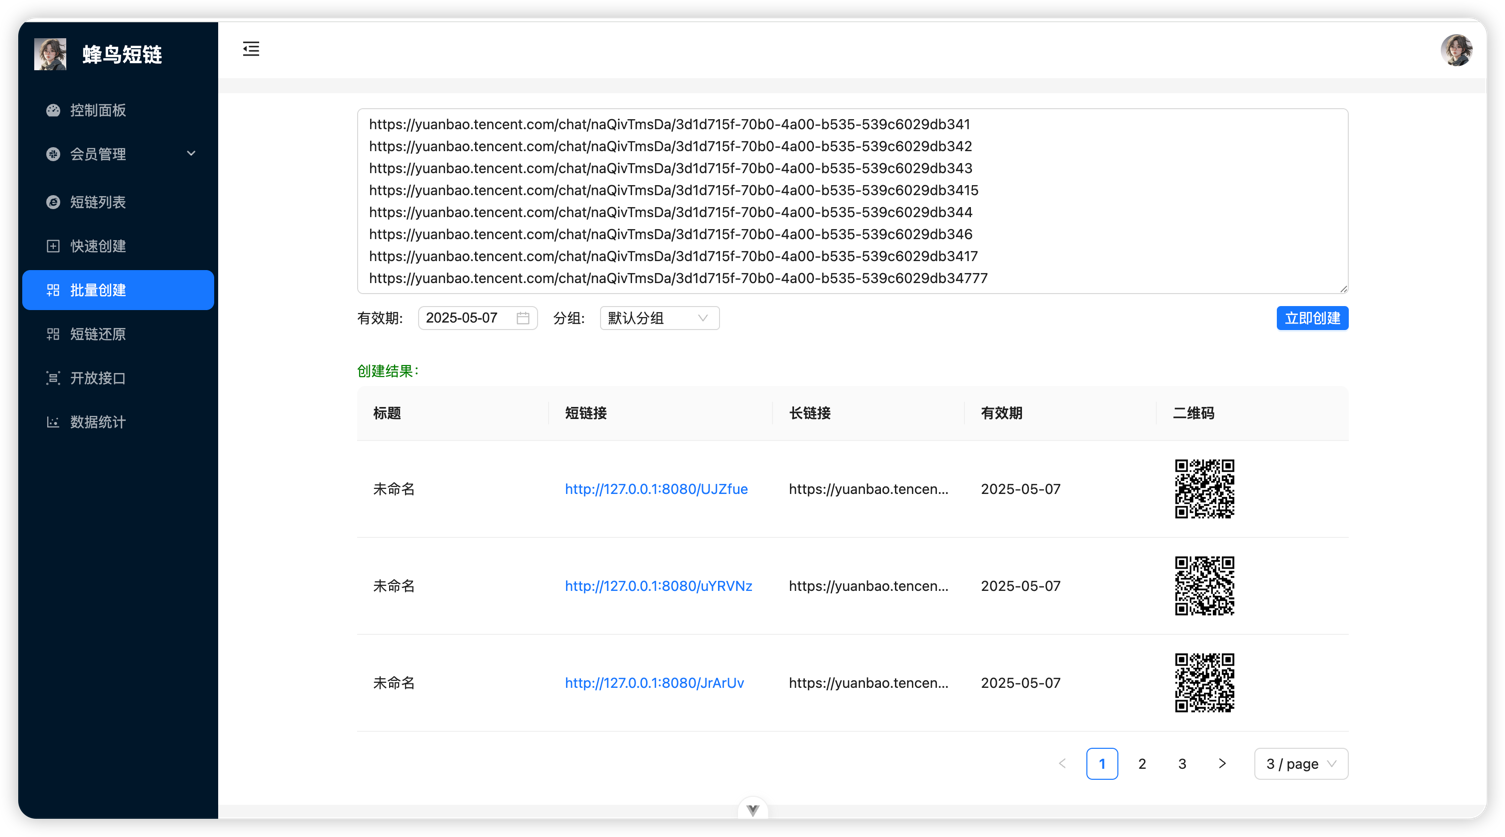 蜂鸟短链
控制面板
会员管理
短链列表
快速创建
批量创建
短链还原
开放接口
数据统计
https://yuanbao.tencent.com/chat/naQivTmsDa/3d1d715f-70b0-4a00-b535-539c6029db341
https://yuanbao.tencent.com/chat/naQivTmsDa/3d1d715f-70b0-4a00-b535-539c6029db342
https://yuanbao.tencent.com/chat/naQivTmsDa/3d1d715f-70b0-4a00-b535-539c6029db343
https://yuanbao.tencent.com/chat/naQivTmsDa/3d1d715f-70b0-4a00-b535-539c6029db3415
https://yuanbao.tencent.com/chat/naQivTmsDa/3d1d715f-70b0-4a00-b535-539c6029db344
https://yuanbao.tencent.com/chat/naQivTmsDa/3d1d715f-70b0-4a00-b535-539c6029db346
https://yuanbao.tencent.com/chat/naQivTmsDa/3d1d715f-70b0-4a00-b535-539c6029db3417
https://yuanbao.tencent.com/chat/naQivTmsDa/3d1d715f-70b0-4a00-b535-539c6029db34777
有效期: 2025-05-07 分组: 默认分组 立即创建
创建结果:
标题 短链接 长链接 有效期 二维码
未命名 http://127.0.0.1:8080/UJZfue https://yuanbao.tencen... 2025-05-07
未命名 http://127.0.0.1:8080/uYRVNz https://yuanbao.tencen... 2025-05-07
未命名 http://127.0.0.1:8080/JrArUv https://yuanbao.tencen... 2025-05-07
1 2 3 3 / page